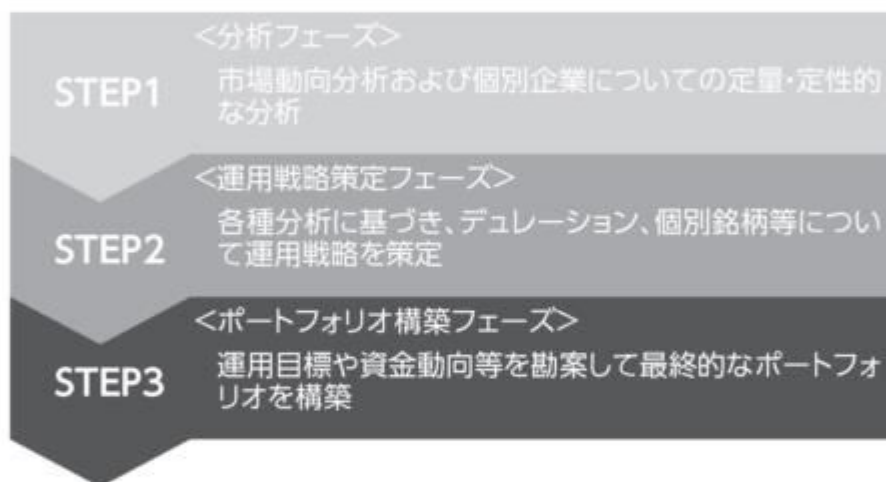 <分析フェーズ>
STEP1
市場動向分析および個別企業についての定量・定性的
な分析
<運用戦略策定フェーズ>
STEP2
各種分析に基づき、デュレーション、個別銘柄等につい
て運用戦略を策定
<ポートフォリオ構築フェーズ>
STEP3
運用目標や資金動向等を勘案して最終的なポートフォ
リオを構築